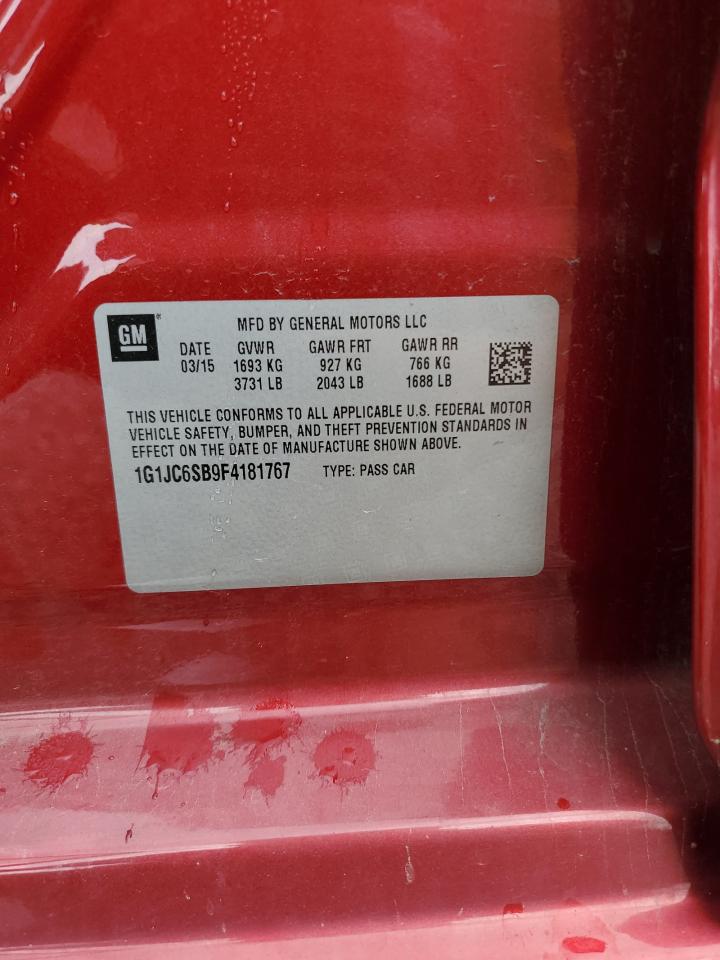 GM ® MFD BY GENERAL MOTORS LLC
DATE GVWR GAWR FRT GAWR RR
03/15 1693 KG 927 KG 766 KG
3731 LB 2043 LB 1688 LB
THIS VEHICLE CONFORMS TO ALL APPLICABLE U.S. FEDERAL MOTOR
VEHICLE SAFETY, BUMPER, AND THEFT PREVENTION STANDARDS IN
EFFECT ON THE DATE OF MANUFACTURE SHOWN ABOVE.
1G1JC6SB9F4181767 TYPE: PASS CAR